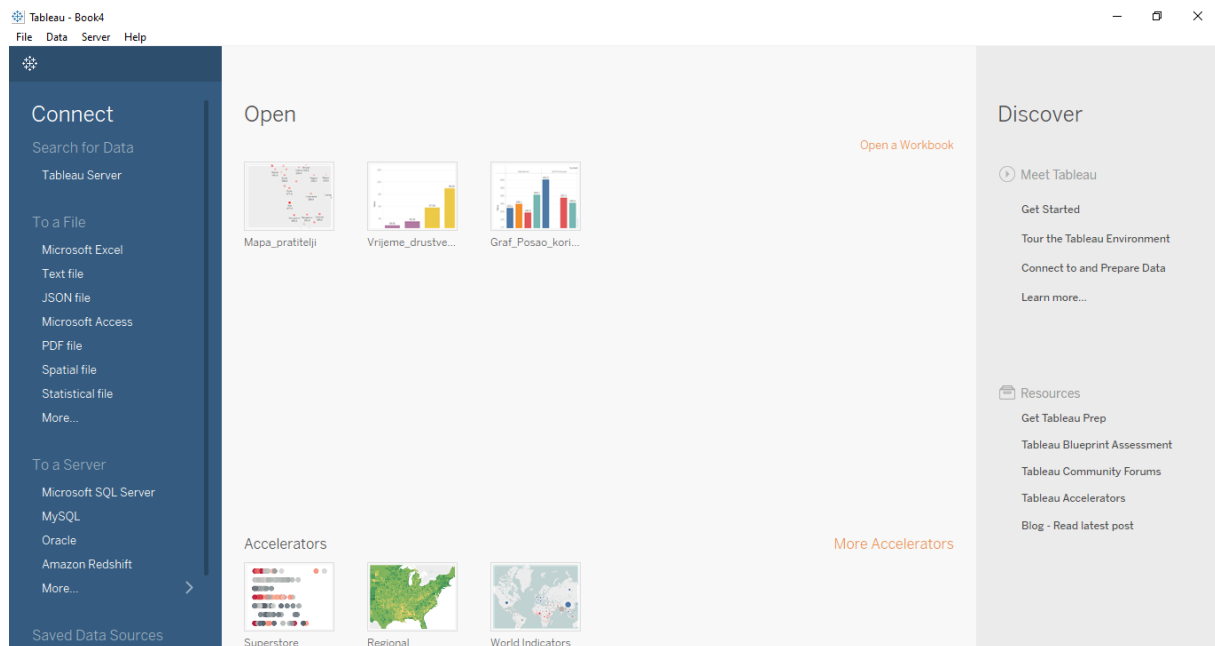 Tableau - Book4
File Data Server Help
Connect
Search for Data
Tableau Server
To a File
Microsoft Excel
Text file
JSON file
Microsoft Access
PDF file
Spatial file
Statistical file
More...
To a Server
Microsoft SQL Server
MySQL
Oracle
Amazon Redshift
More...
Saved Data Sources
Open
Open a Workbook
Mapa_pratitelji
Vrijeme_drustve...
Graf_Posao_kori...
Accelerators
More Accelerators
Superstore
Regional
World Indicators
Discover
Meet Tableau
Get Started
Tour the Tableau Environment
Connect to and Prepare Data
Learn more...
Resources
Get Tableau Prep
Tableau Blueprint Assessment
Tableau Community Forums
Tableau Accelerators
Blog - Read latest post